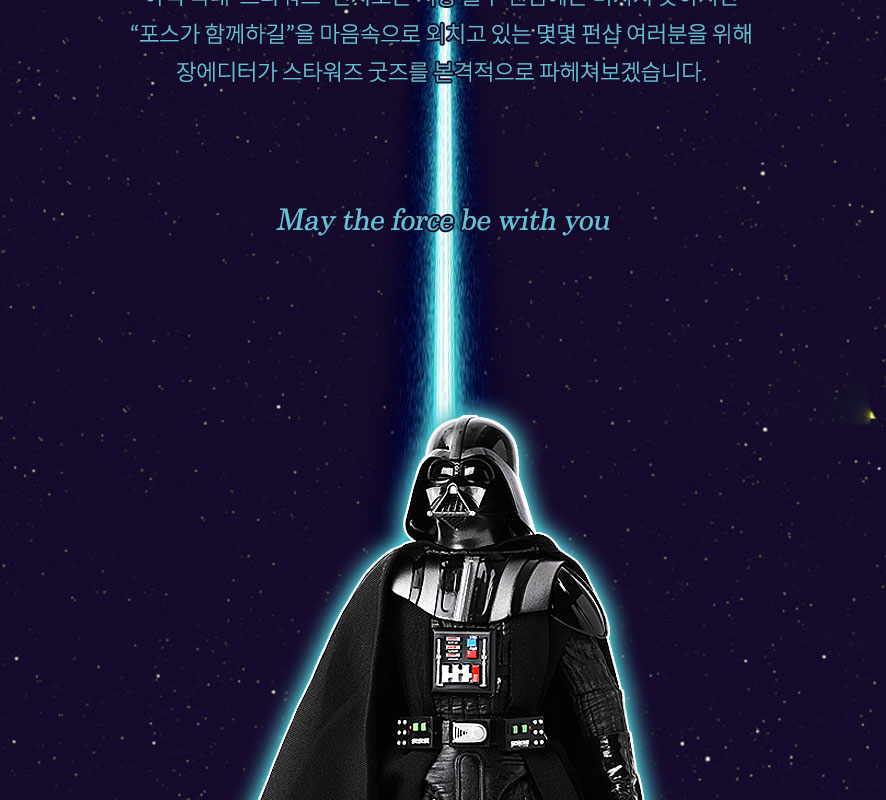 “포스가 함께하길”을 마음속으로 외치고 있는 몇몇 펀샵 여러분을 위해
장에디터가 스타워즈 굿즈를 본격적으로 파헤쳐보겠습니다.
May the force be with you